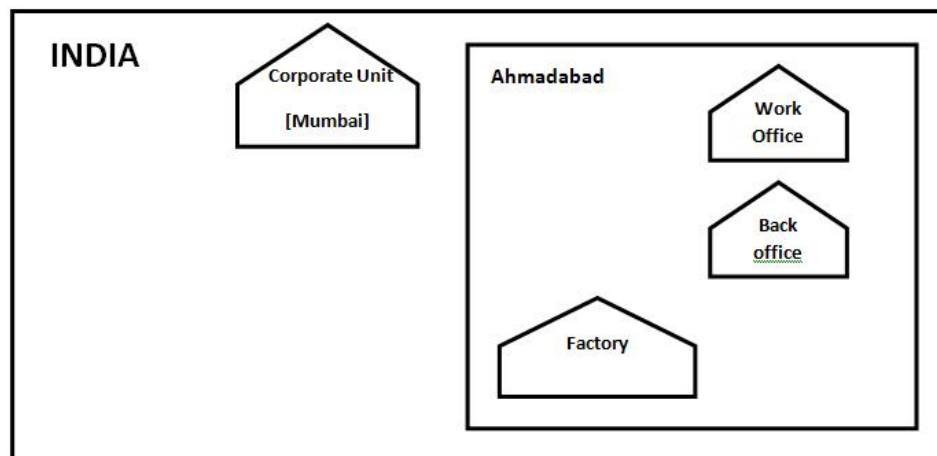 INDIA
Corporate Unit
[Mumbai]
Ahmadabad
Work
Office
Back
office
Factory